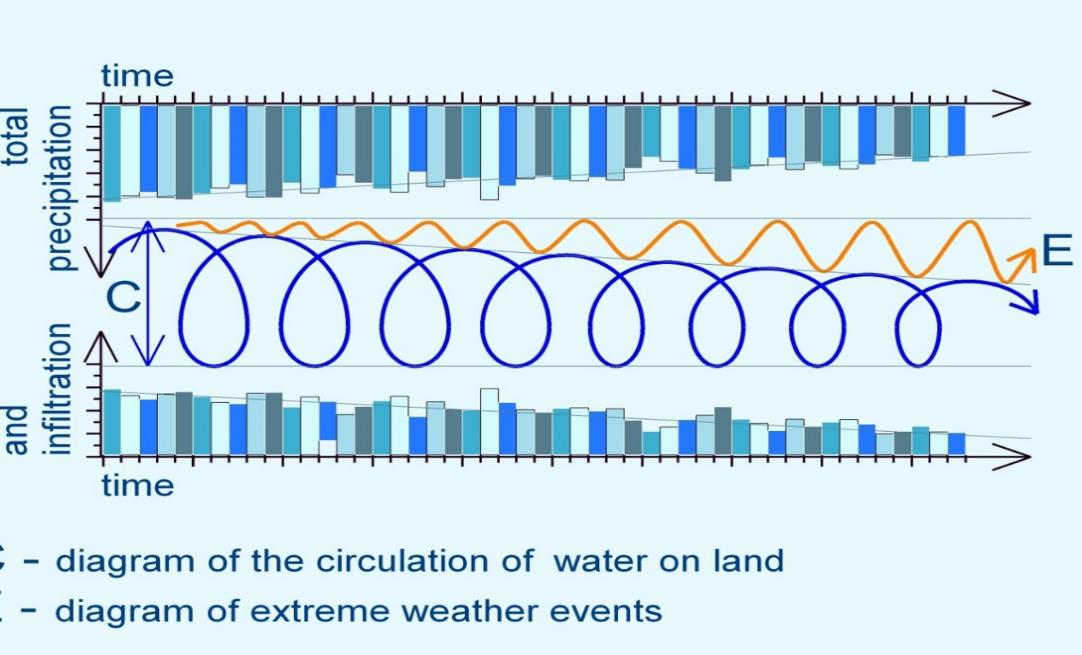 time
total
precipitation
C
E
and
infiltration
time
C – diagram of the circulation of water on land
E – diagram of extreme weather events